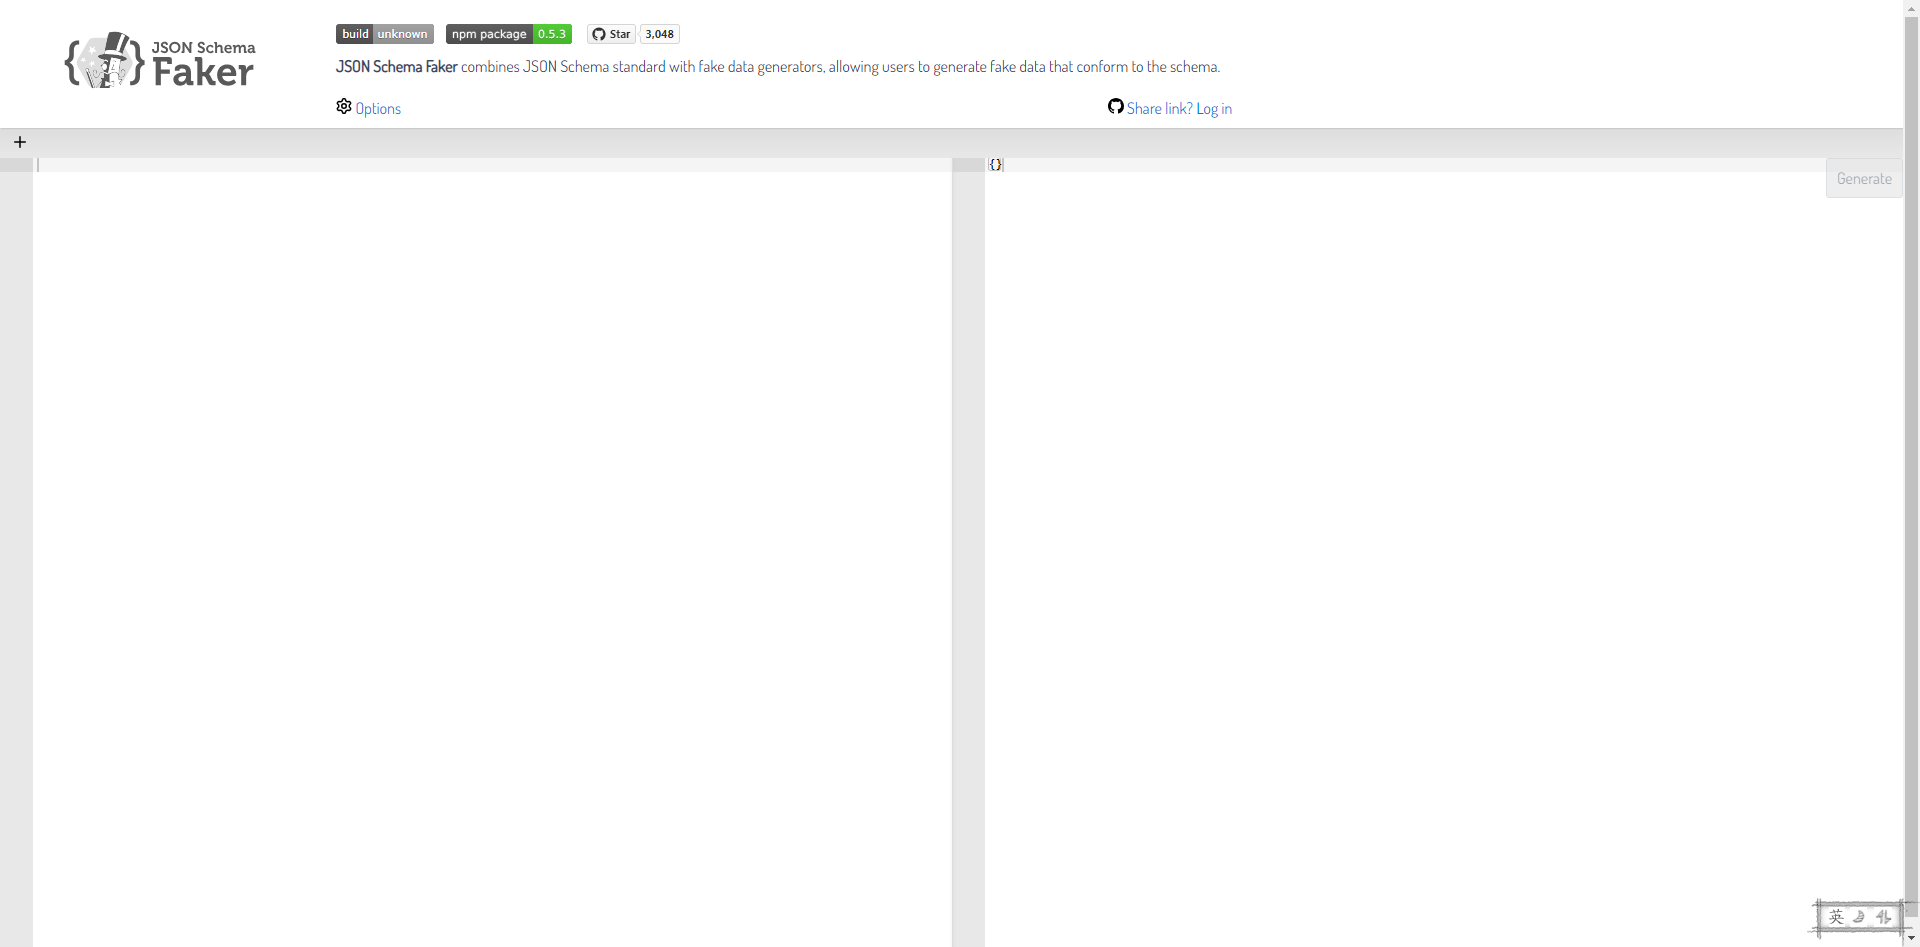 JSON Schema
Faker
build unknown
npm package 0.5.3
Star 3,048
JSON Schema Faker combines JSON Schema standard with fake data generators, allowing users to generate fake data that conform to the schema.
Options
Share link? Log in
+
{}
Generate
英